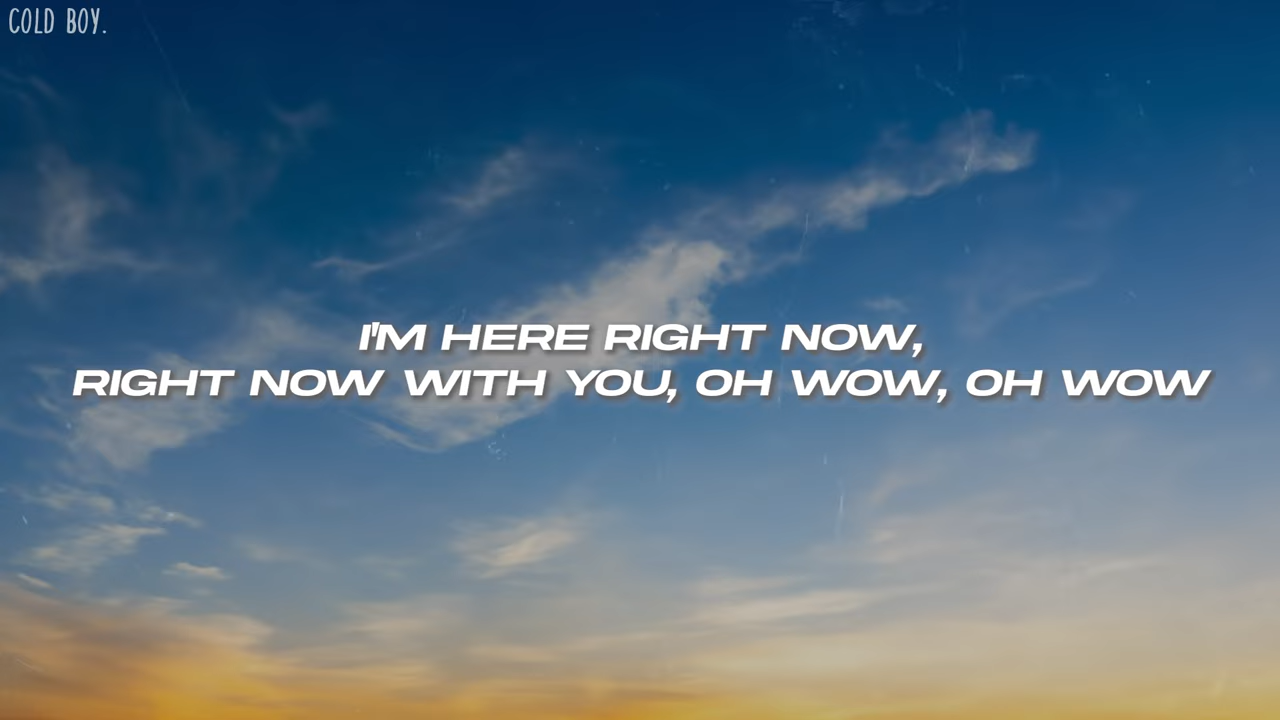 COLD BOY.
I'M HERE RIGHT NOW,
RIGHT NOW WITH YOU, OH WOW, OH WOW